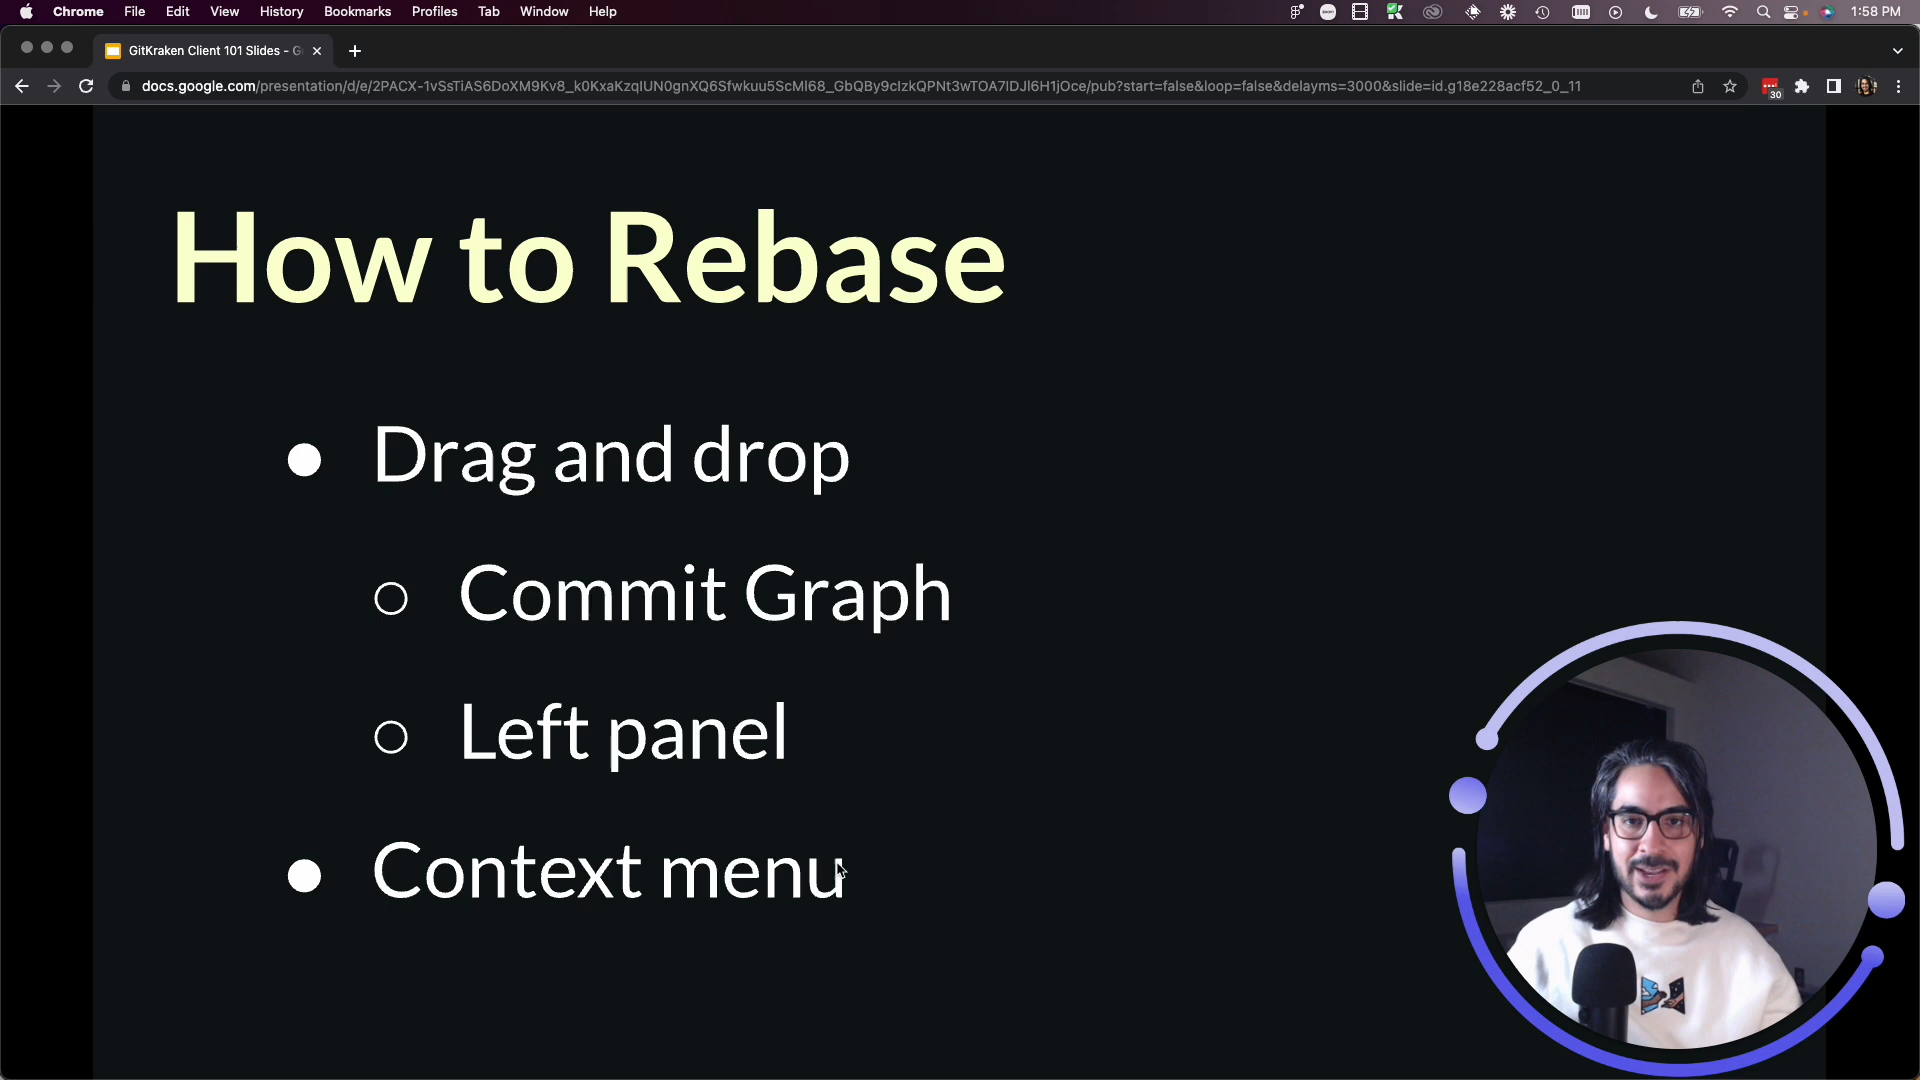 Chrome File Edit View History Bookmarks Profiles Tab Window Help 1:58 PM
GitKraken Client 101 Slides - G
docs.google.com/presentation/d/e/2PACX-1vSsTiAS6DoXM9Kv8_k0KxaKzqIUN0gnXQ6Sfwkuu5ScMl68_GbQBy9cIzkQPNt3wTOA7IDJl6H1jOce/pub?start=false&loop=false&delayms=3000&slide=id.g18e228acf52_0_11
30
How to Rebase
● Drag and drop
○ Commit Graph
○ Left panel
● Context menu